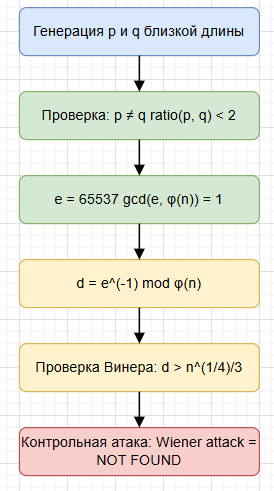 Генерация p и q близкой длины
Проверка: p ≠ q ratio(p, q) < 2
e = 65537 gcd(e, φ(n)) = 1
d = e^(-1) mod φ(n)
Проверка Винера: d > n^(1/4)/3
Контрольная атака: Wiener attack =
NOT FOUND